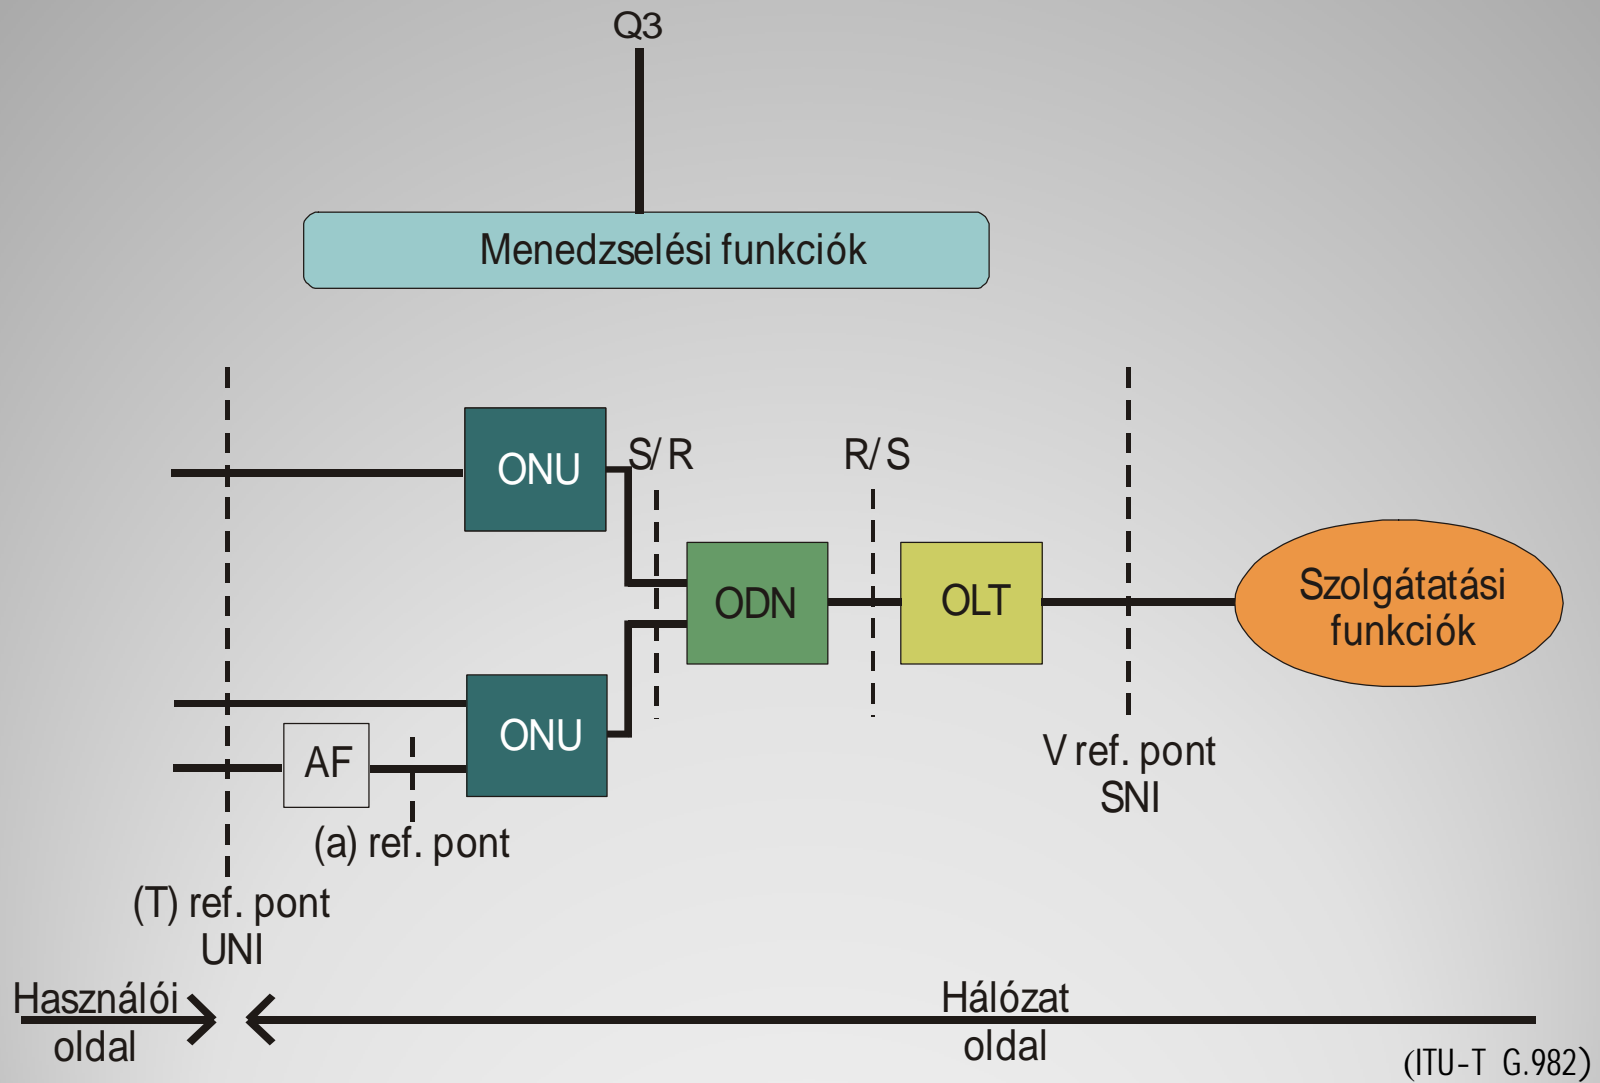 Q3
Menedzselési funkciók
ONU
S/R
R/S
ODN
OLT
Szolgátatási
funkciók
ONU
AF
(a) ref. pont
V ref. pont
SNI
(T) ref. pont
UNI
Használói
oldal
Hálózat
oldal
(ITU-T G.982)